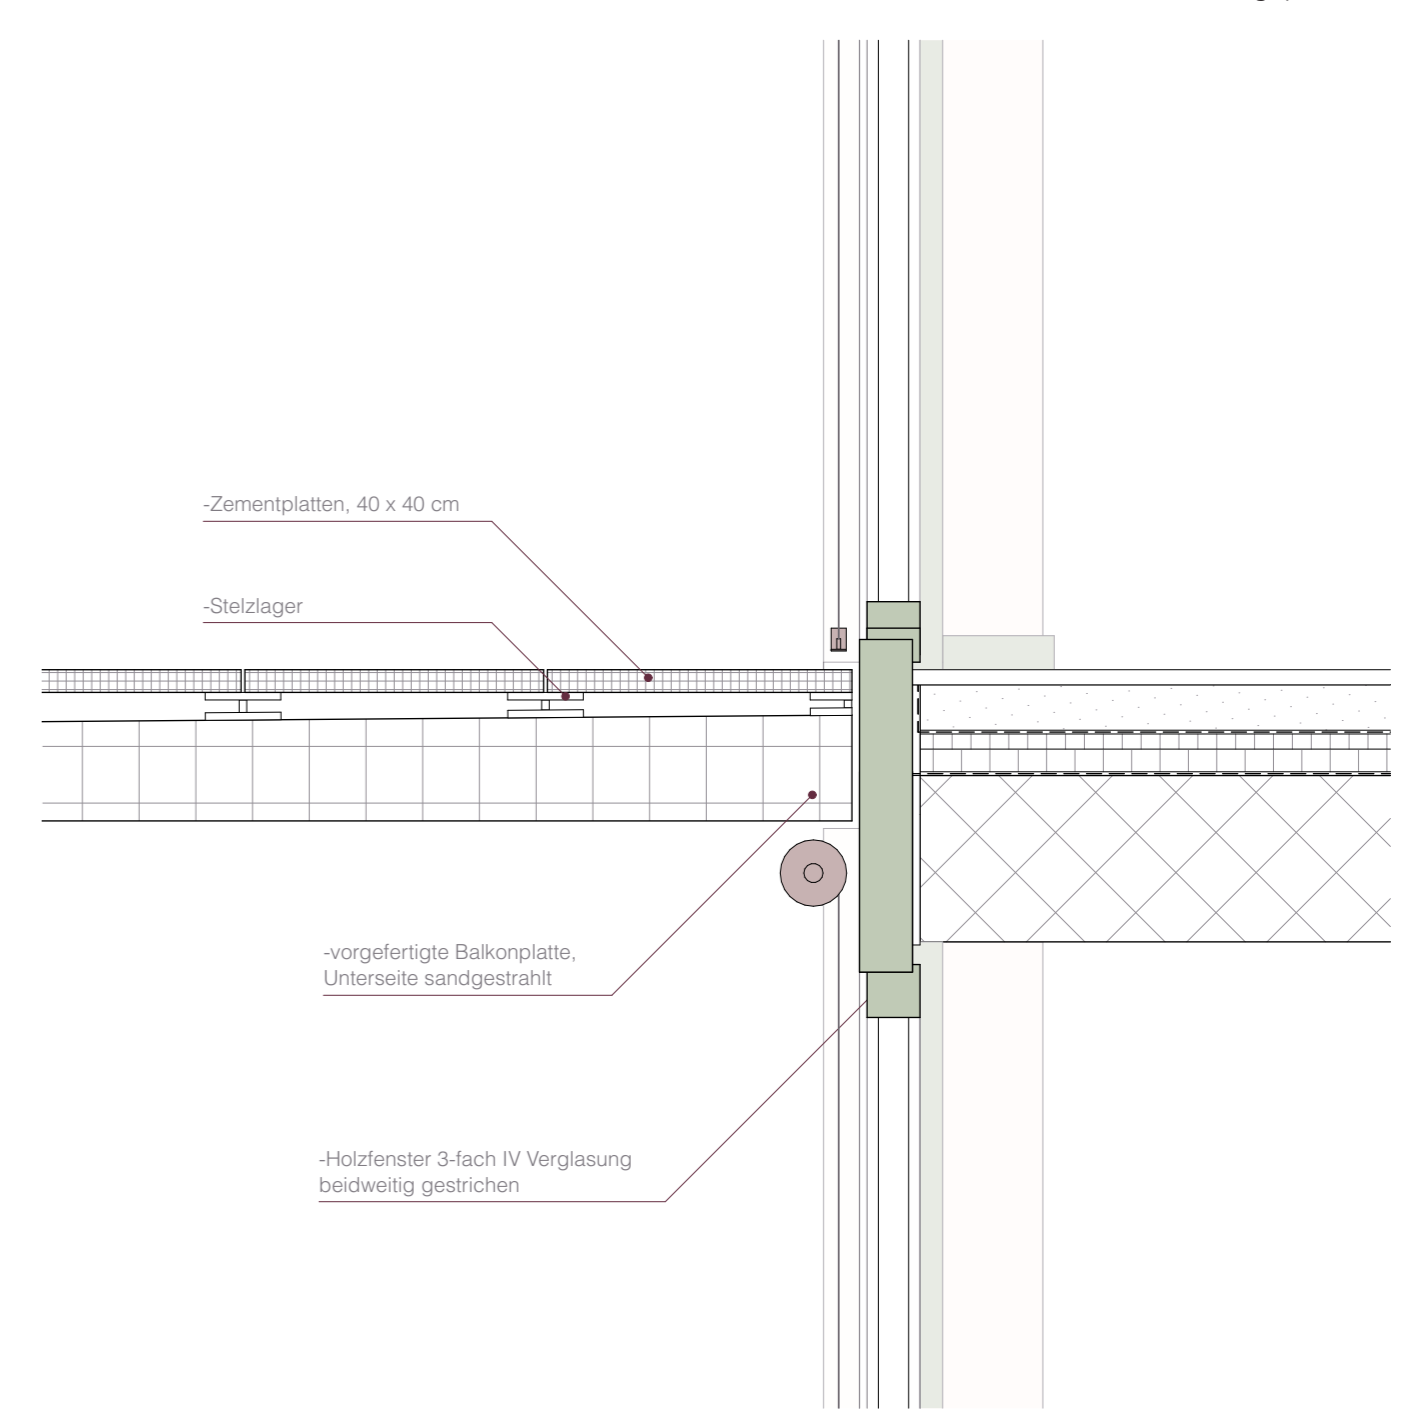 -Zementplatten, 40 x 40 cm
-Stelzlager
-vorgefertigte Balkonplatte,
Unterseite sandgestrahlt
-Holzfenster 3-fach IV Verglasung
beidweitig gestrichen